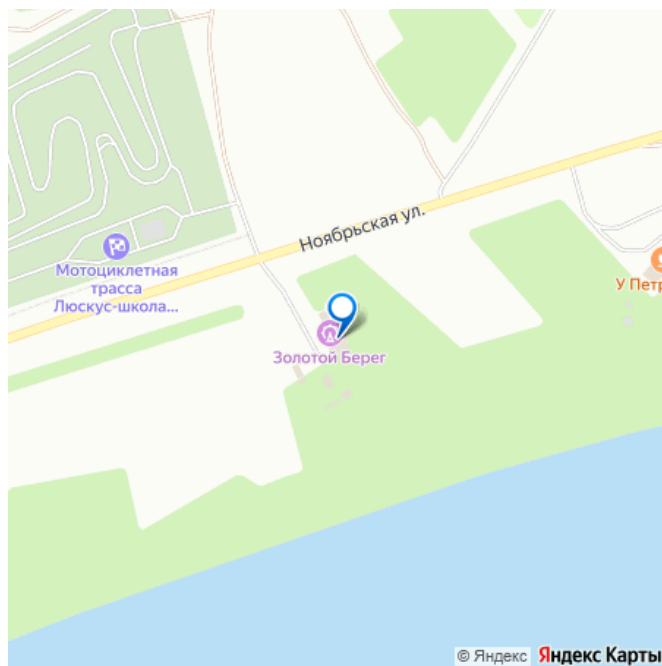 Ноябрьская ул.
Мотоциклетная
трасса
Люскус-школа...
У Петр
Золотой Берег
© Яндекс Яндекс Карты